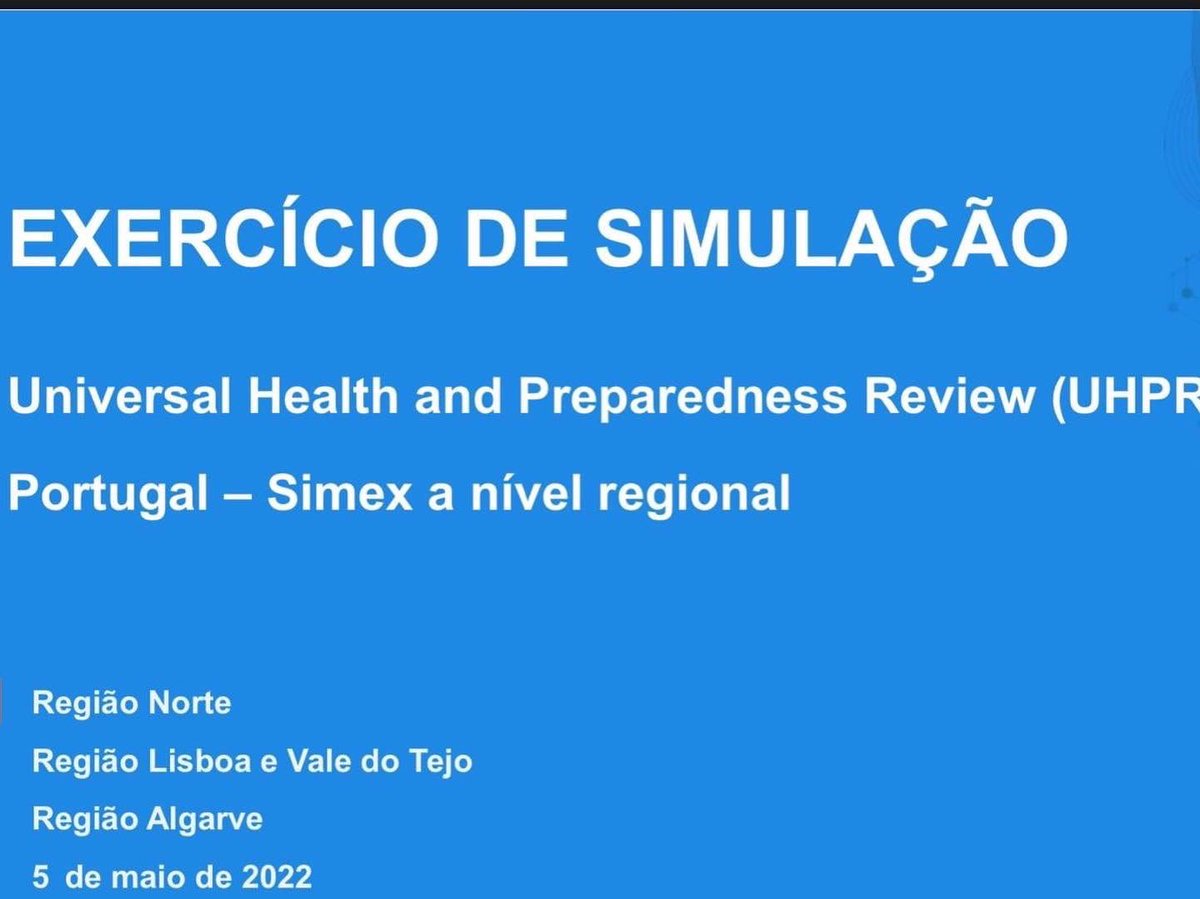 EXERCÍCIO DE SIMULAÇÃO
Universal Health and Preparedness Review (UHPR
Portugal – Simex a nível regional
Região Norte
Região Lisboa e Vale do Tejo
Região Algarve
5 de maio de 2022